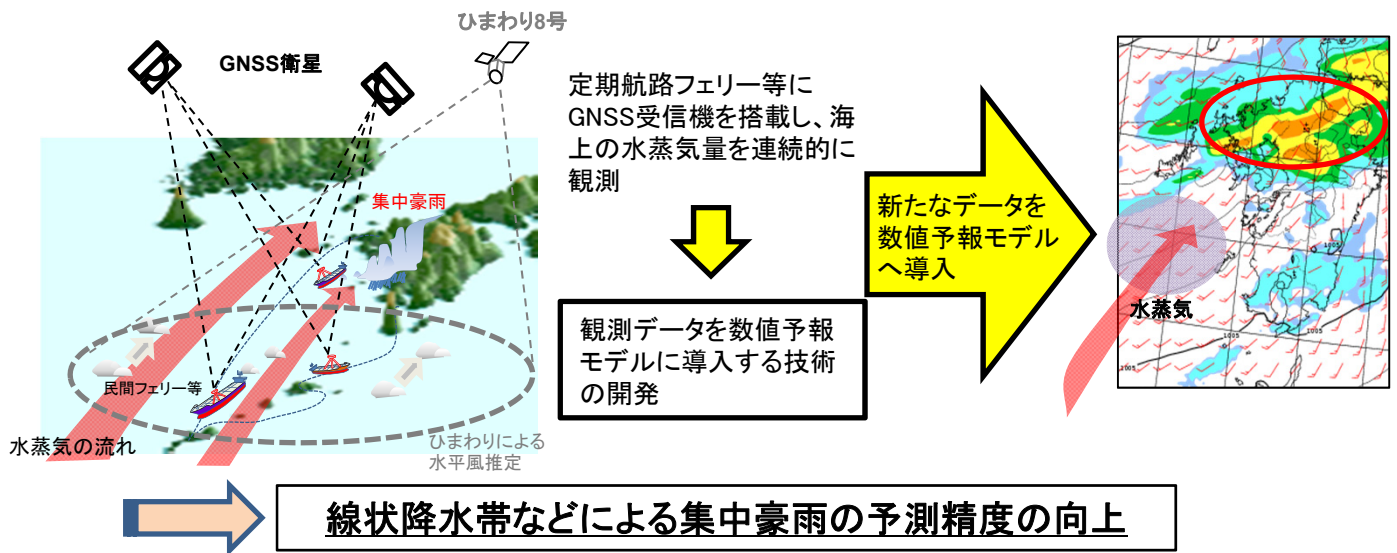 ひまわり8号
GNSS衛星
集中豪雨
民間フェリー等
水蒸気の流れ
ひまわりによる
水平風推定
定期航路フェリー等に
GNSS受信機を搭載し、海
上の水蒸気量を連続的に
観測
観測データを数値予報
モデルに導入する技術
の開発
新たなデータを
数値予報モデル
へ導入
水蒸気
1005
1005
1005
1005
線状降水帯などによる集中豪雨の予測精度の向上